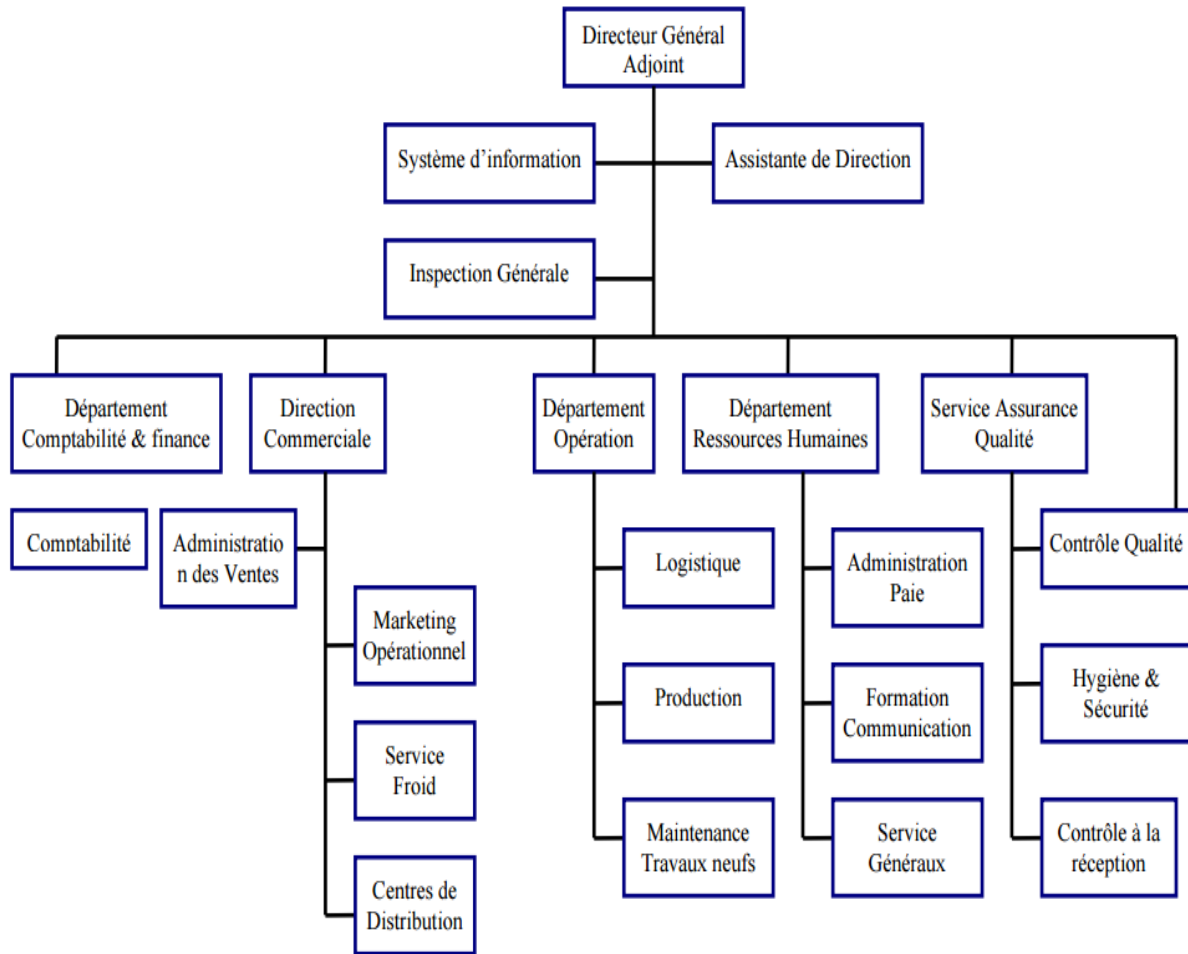 Directeur Général
Adjoint
Système d'information
Assistante de Direction
Inspection Générale
Département
Comptabilité & finance
Direction
Commerciale
Département
Opération
Département
Ressources Humaines
Service Assurance
Qualité
Comptabilité
Administratio
n des Ventes
Logistique
Administration
Paie
Contrôle Qualité
Marketing
Opérationnel
Production
Formation
Communication
Hygiène &
Sécurité
Service
Froid
Maintenance
Travaux neufs
Service
Généraux
Contrôle à la
réception
Centres de
Distribution